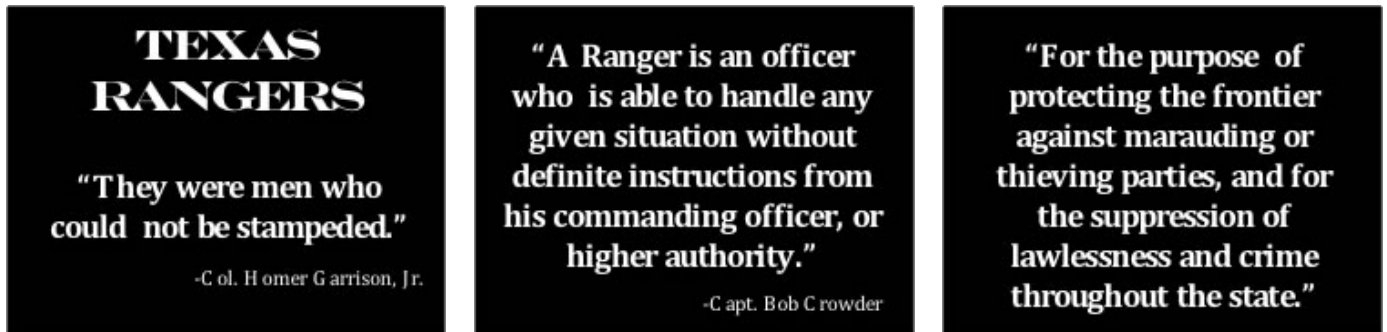 TEXAS
RANGERS
“They were men who
could not be stampeded.”
-Col. Homer Garrison, Jr.
“A Ranger is an officer
who is able to handle any
given situation without
definite instructions from
his commanding officer, or
higher authority.”
-Capt. Bob Crowder
“For the purpose of
protecting the frontier
against marauding or
thieving parties, and for
the suppression of
lawlessness and crime
throughout the state.”